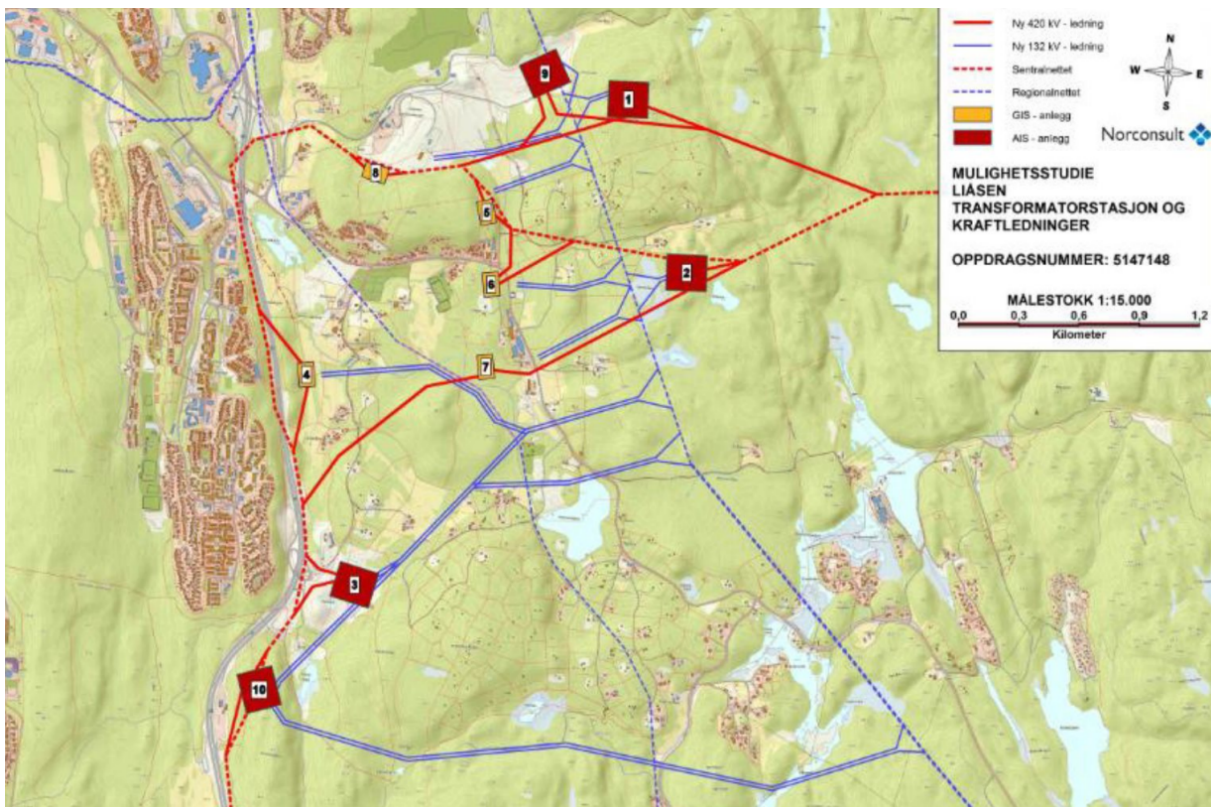 Ny 420 kV - ledning
Ny 132 kV - ledning
Sentralnettet
Regionalnettet
GIS - anlegg
AIS - anlegg
N
W E
S
Norconsult
MULIGHETSSTUDIE
LIÅSEN
TRANSFORMATORSTASJON OG
KRAFTLEDNINGER
OPPDRAGSNUMMER: 5147148
MÅLESTOKK 1:15.000
0,0 0,3 0,6 0,9 1,2
Kilometer
9
1
8
5
2
6
7
4
3
10